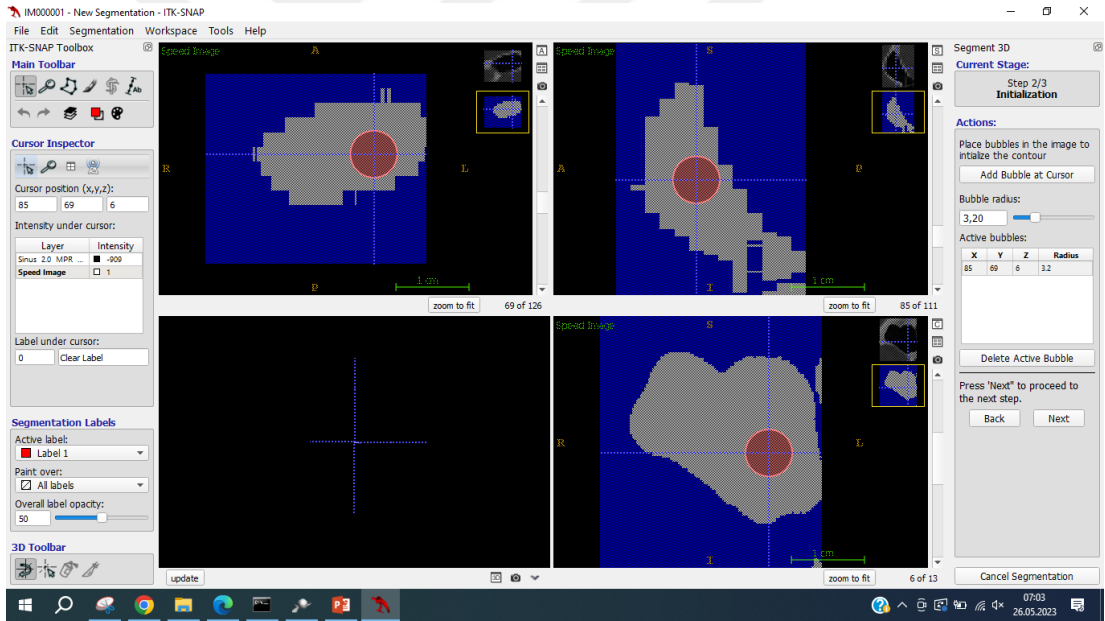 IM000001 - New Segmentation - ITK-SNAP
File Edit Segmentation Workspace Tools Help
ITK-SNAP Toolbox
Main Toolbar
Ab
Cursor Inspector
Cursor position (x,y,z):
85 69 6
Intensity under cursor:
Layer Intensity
Sinus 2.0 MPR ... -909
Speed Image 1
Label under cursor:
0 Clear Label
Segmentation Labels
Active label:
Label 1
Paint over:
All labels
Overall label opacity:
50
3D Toolbar
Speed Image
A
R
L
P
1 cm
A
zoom to fit 69 of 126
Speed Image
S
A
P
I
1 cm
S
zoom to fit 85 of 111
update
3D
Speed Image
S
R
L
I
1 cm
C
zoom to fit 6 of 13
Segment 3D
Current Stage:
Step 2/3
Initialization
Actions:
Place bubbles in the image to
intialize the contour
Add Bubble at Cursor
Bubble radius:
3,20
Active bubbles:
X Y Z Radius
85 69 6 3.2
Delete Active Bubble
Press 'Next" to proceed to
the next step.
Back Next
Cancel Segmentation
07:03
26.05.2023